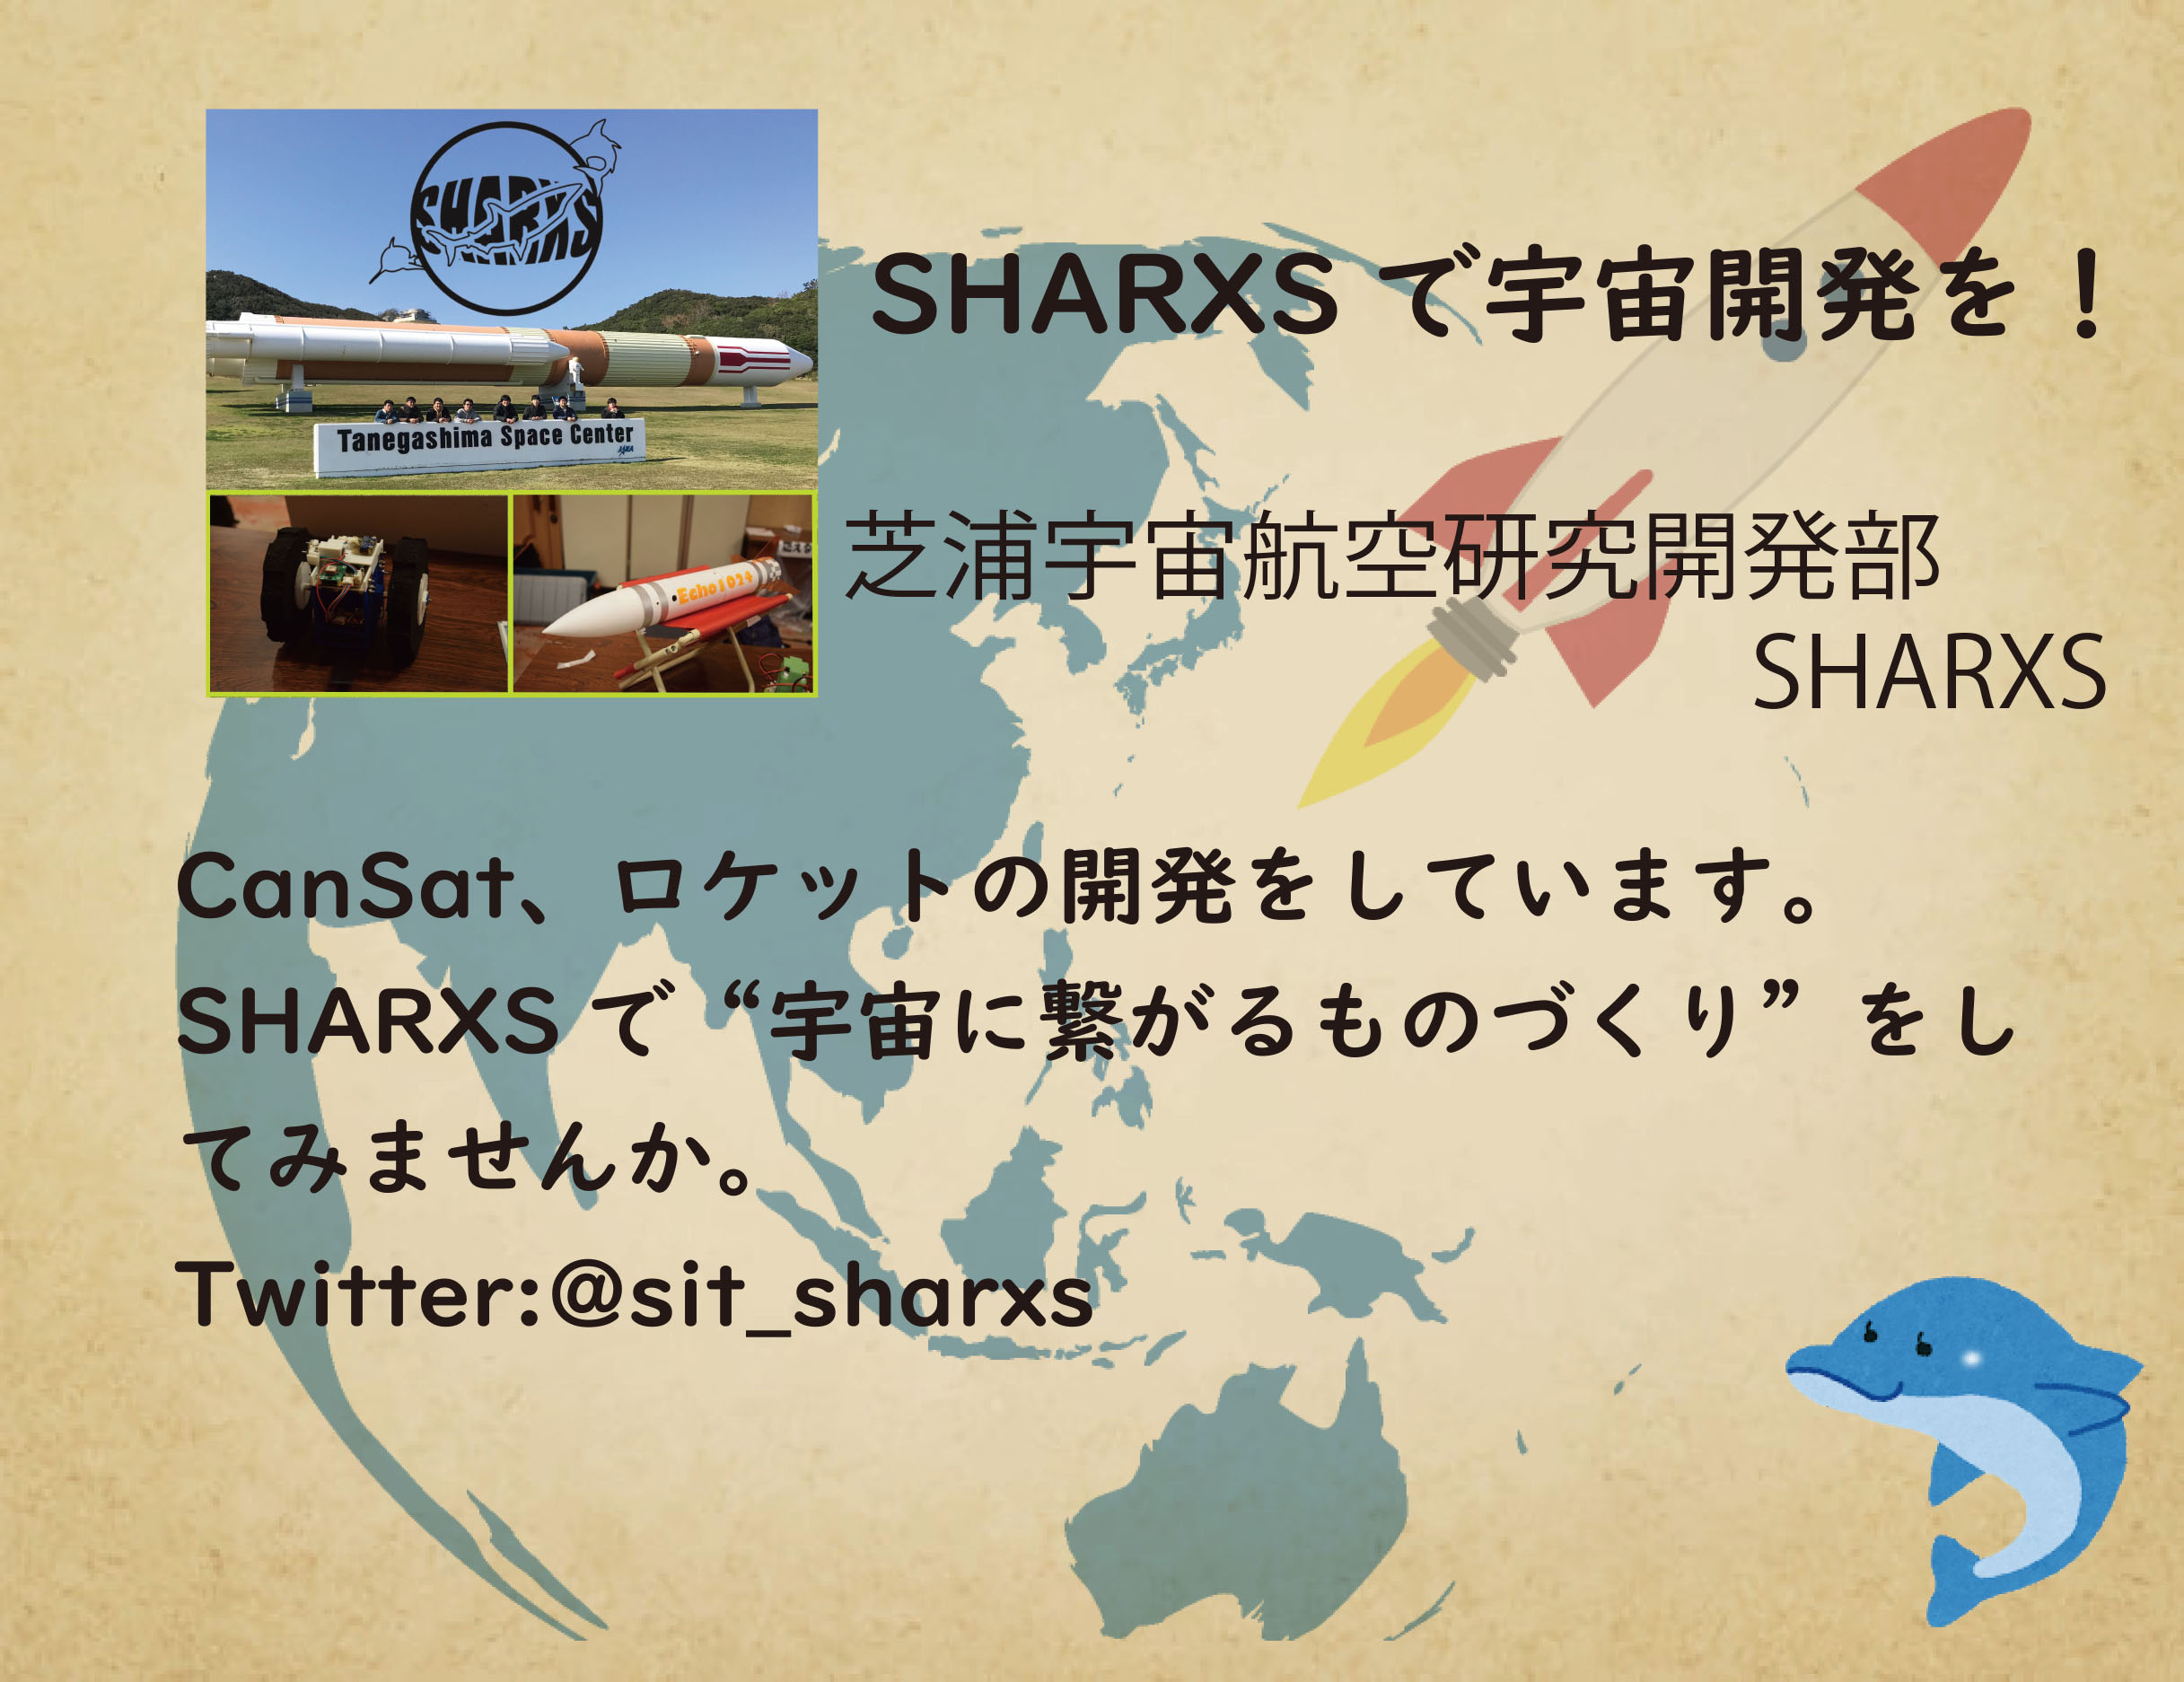 SHARXS
Tanegashima Space Center
JAXA
Echo1024
SHARXS で宇宙開発を！
芝浦宇宙航空研究開発部
SHARXS
CanSat、ロケットの開発をしています。
SHARXS で“宇宙に繋がるものづくり”をし
てみませんか。
Twitter:@sit_sharxs